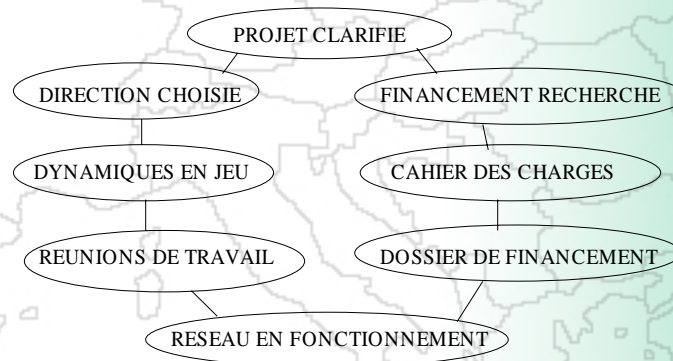 PROJET CLARIFIE
DIRECTION CHOISIE
FINANCEMENT RECHERCHE
DYNAMIQUES EN JEU
CAHIER DES CHARGES
REUNIONS DE TRAVAIL
DOSSIER DE FINANCEMENT
RESEAU EN FONCTIONNEMENT